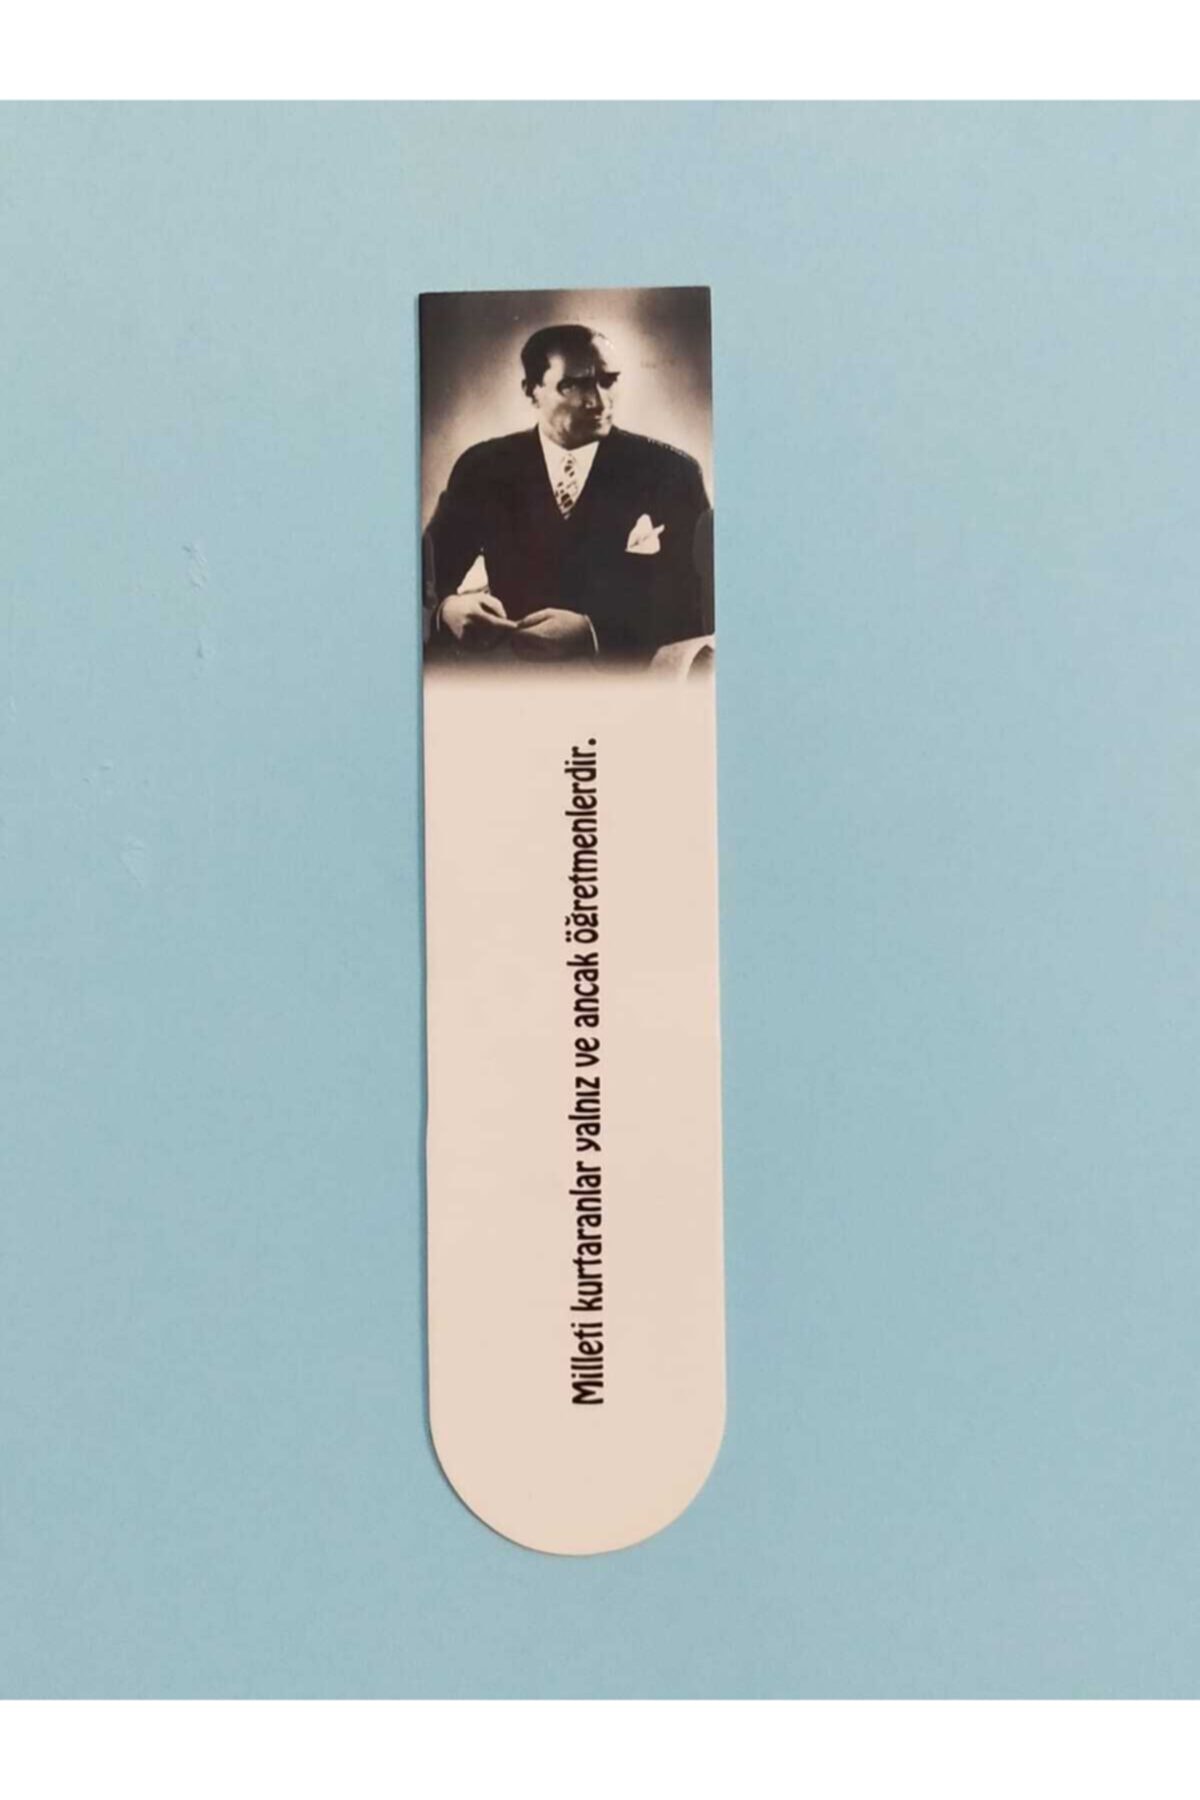 Milleti kurtaranlar yalnız ve ancak öğretmenlerdir.